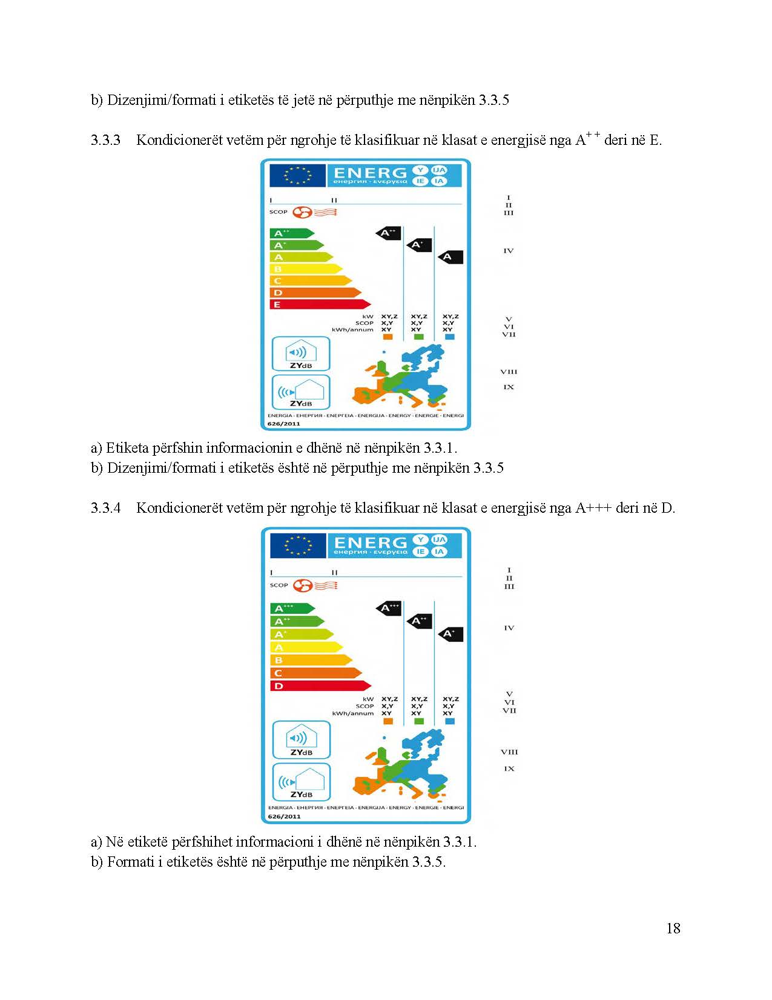 b) Dizenjimi/formati i etiketës të jetë në përputhje me nënpikën 3.3.5
3.3.3 Kondicionerët vetëm për ngrohje të klasifikuar në klasat e energjisë nga A++ deri në E.
ENERG Y IJA
енергия · ενεργεια IE IA
I II
SCOP
I
II
III
A++ A++
A+ A+
A A
B
C
D
E
IV
kW XY,Z XY,Z XY,Z
SCOP X,Y X,Y X,Y
kWh/annum XY XY XY
V
VI
VII
ZYdB
VIII
ZYdB
IX
ENERGIA · ЕНЕРГИЯ · ΕΝΕΡΓΕΙΑ · ENERGIJA · ENERGY · ENERGIE · ENERGI
626/2011
a) Etiketa përfshin informacionin e dhënë në nënpikën 3.3.1.
b) Dizenjimi/formati i etiketës është në përputhje me nënpikën 3.3.5
3.3.4 Kondicionerët vetëm për ngrohje të klasifikuar në klasat e energjisë nga A+++ deri në D.
ENERG Y IJA
енергия · ενεργεια IE IA
I II
SCOP
I
II
III
A+++ A+++
A++ A++
A+ A+
A
B
C
D
IV
kW XY,Z XY,Z XY,Z
SCOP X,Y X,Y X,Y
kWh/annum XY XY XY
V
VI
VII
ZYdB
VIII
ZYdB
IX
ENERGIA · ЕНЕРГИЯ · ΕΝΕΡΓΕΙΑ · ENERGIJA · ENERGY · ENERGIE · ENERGI
626/2011
a) Në etiketë përfshihet informacioni i dhënë në nënpikën 3.3.1.
b) Formati i etiketës është në përputhje me nënpikën 3.3.5.
18